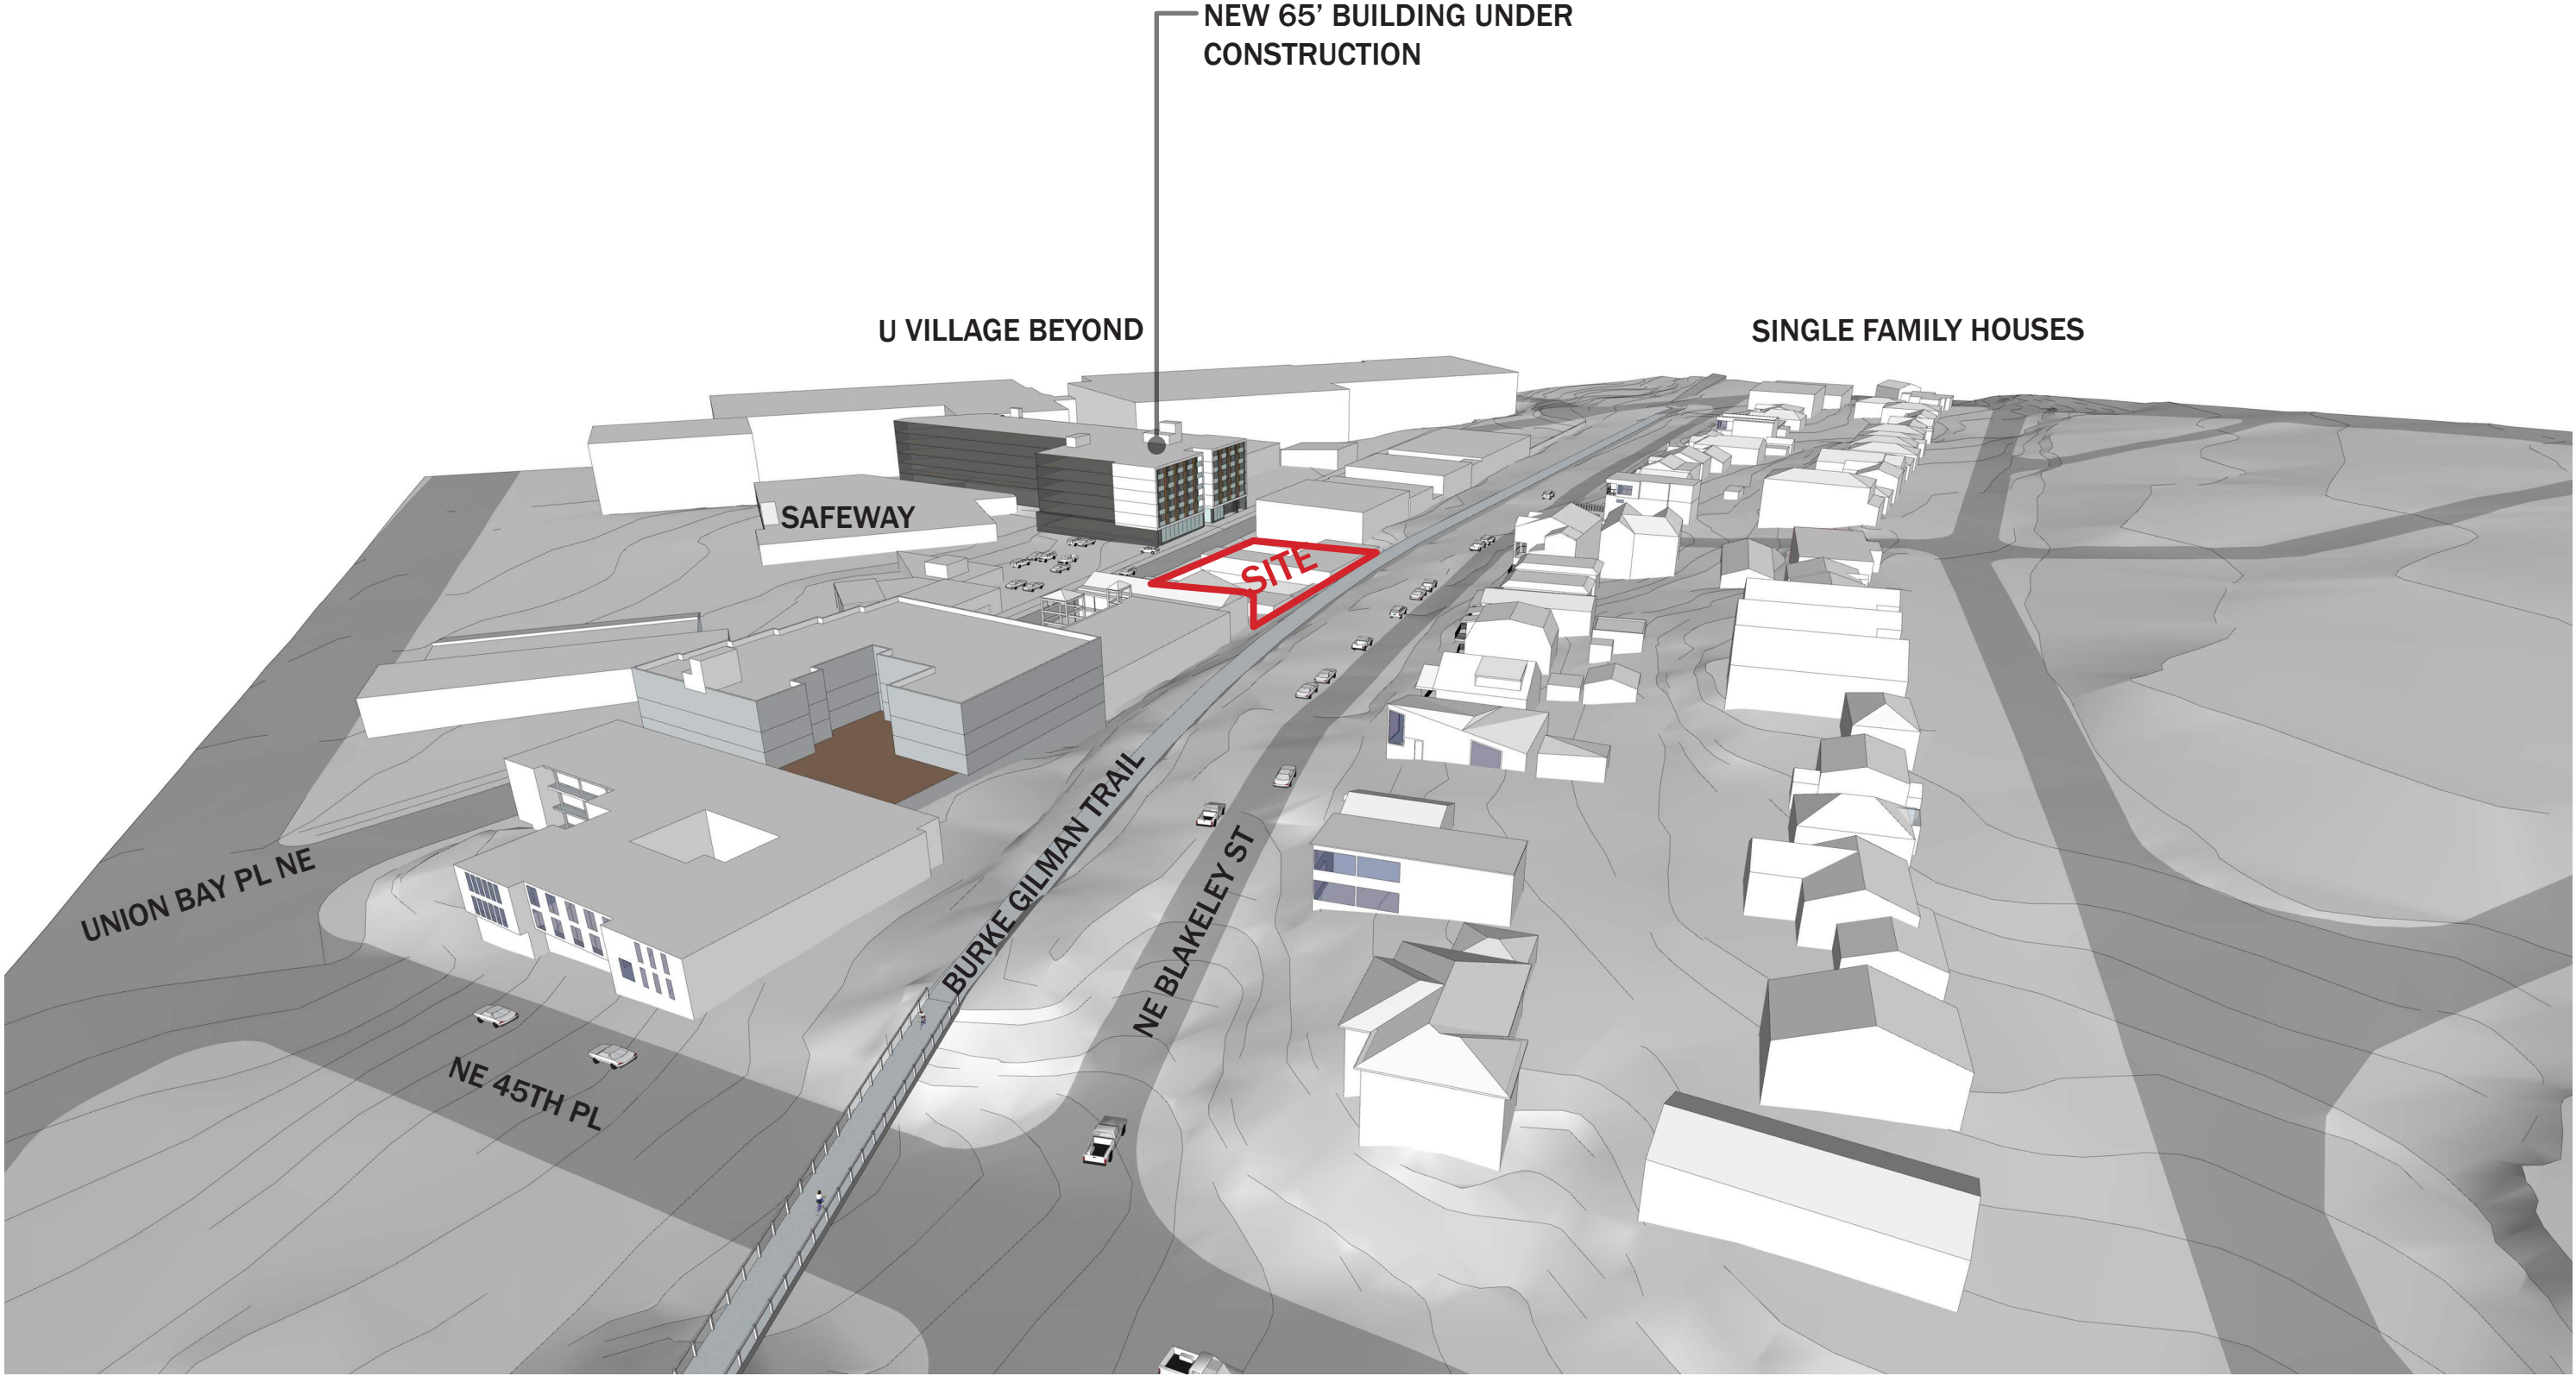 NEW 65’ BUILDING UNDER
CONSTRUCTION
U VILLAGE BEYOND
SINGLE FAMILY HOUSES
SAFEWAY
SITE
UNION BAY PL NE
BURKE GILMAN TRAIL
NE BLAKELEY ST
NE 45TH PL